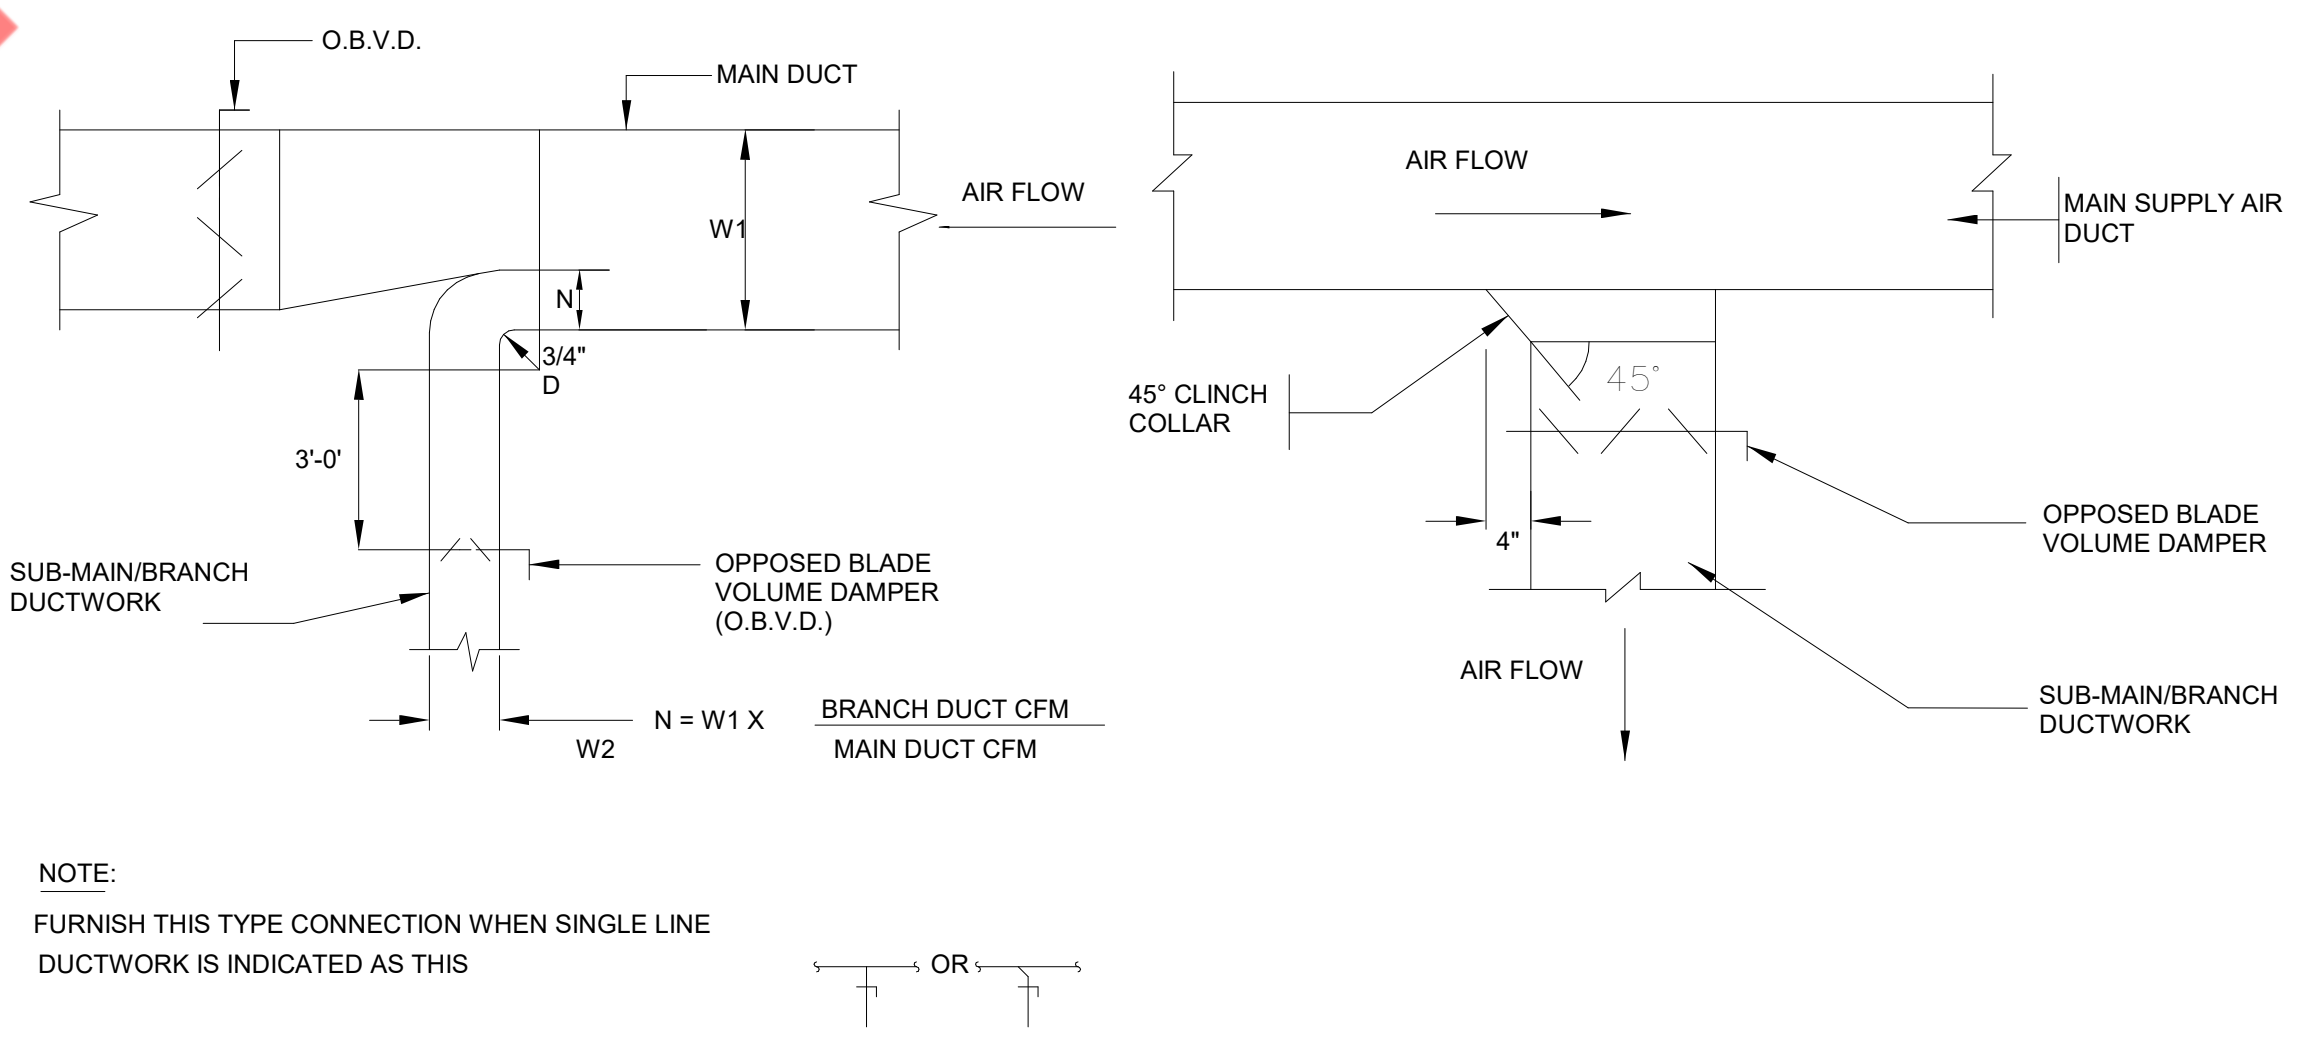 O.B.V.D.
MAIN DUCT
W1
AIR FLOW
N
3/4"
D
3'-0'
SUB-MAIN/BRANCH
DUCTWORK
OPPOSED BLADE
VOLUME DAMPER
(O.B.V.D.)
W2
N = W1 X
BRANCH DUCT CFM
MAIN DUCT CFM
AIR FLOW
MAIN SUPPLY AIR
DUCT
45° CLINCH
COLLAR
45°
4"
OPPOSED BLADE
VOLUME DAMPER
AIR FLOW
SUB-MAIN/BRANCH
DUCTWORK
NOTE:
FURNISH THIS TYPE CONNECTION WHEN SINGLE LINE
DUCTWORK IS INDICATED AS THIS
OR